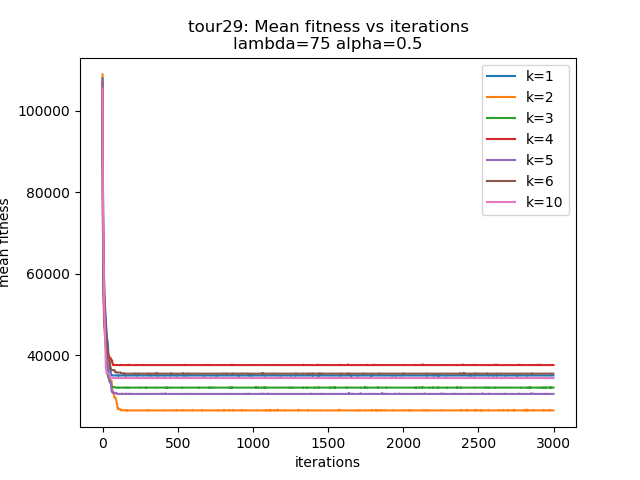 tour29: Mean fitness vs iterations
lambda=75 alpha=0.5
k=1
k=2
k=3
k=4
k=5
k=6
k=10
100000
80000
60000
40000
mean fitness
0
500
1000
1500
2000
2500
3000
iterations